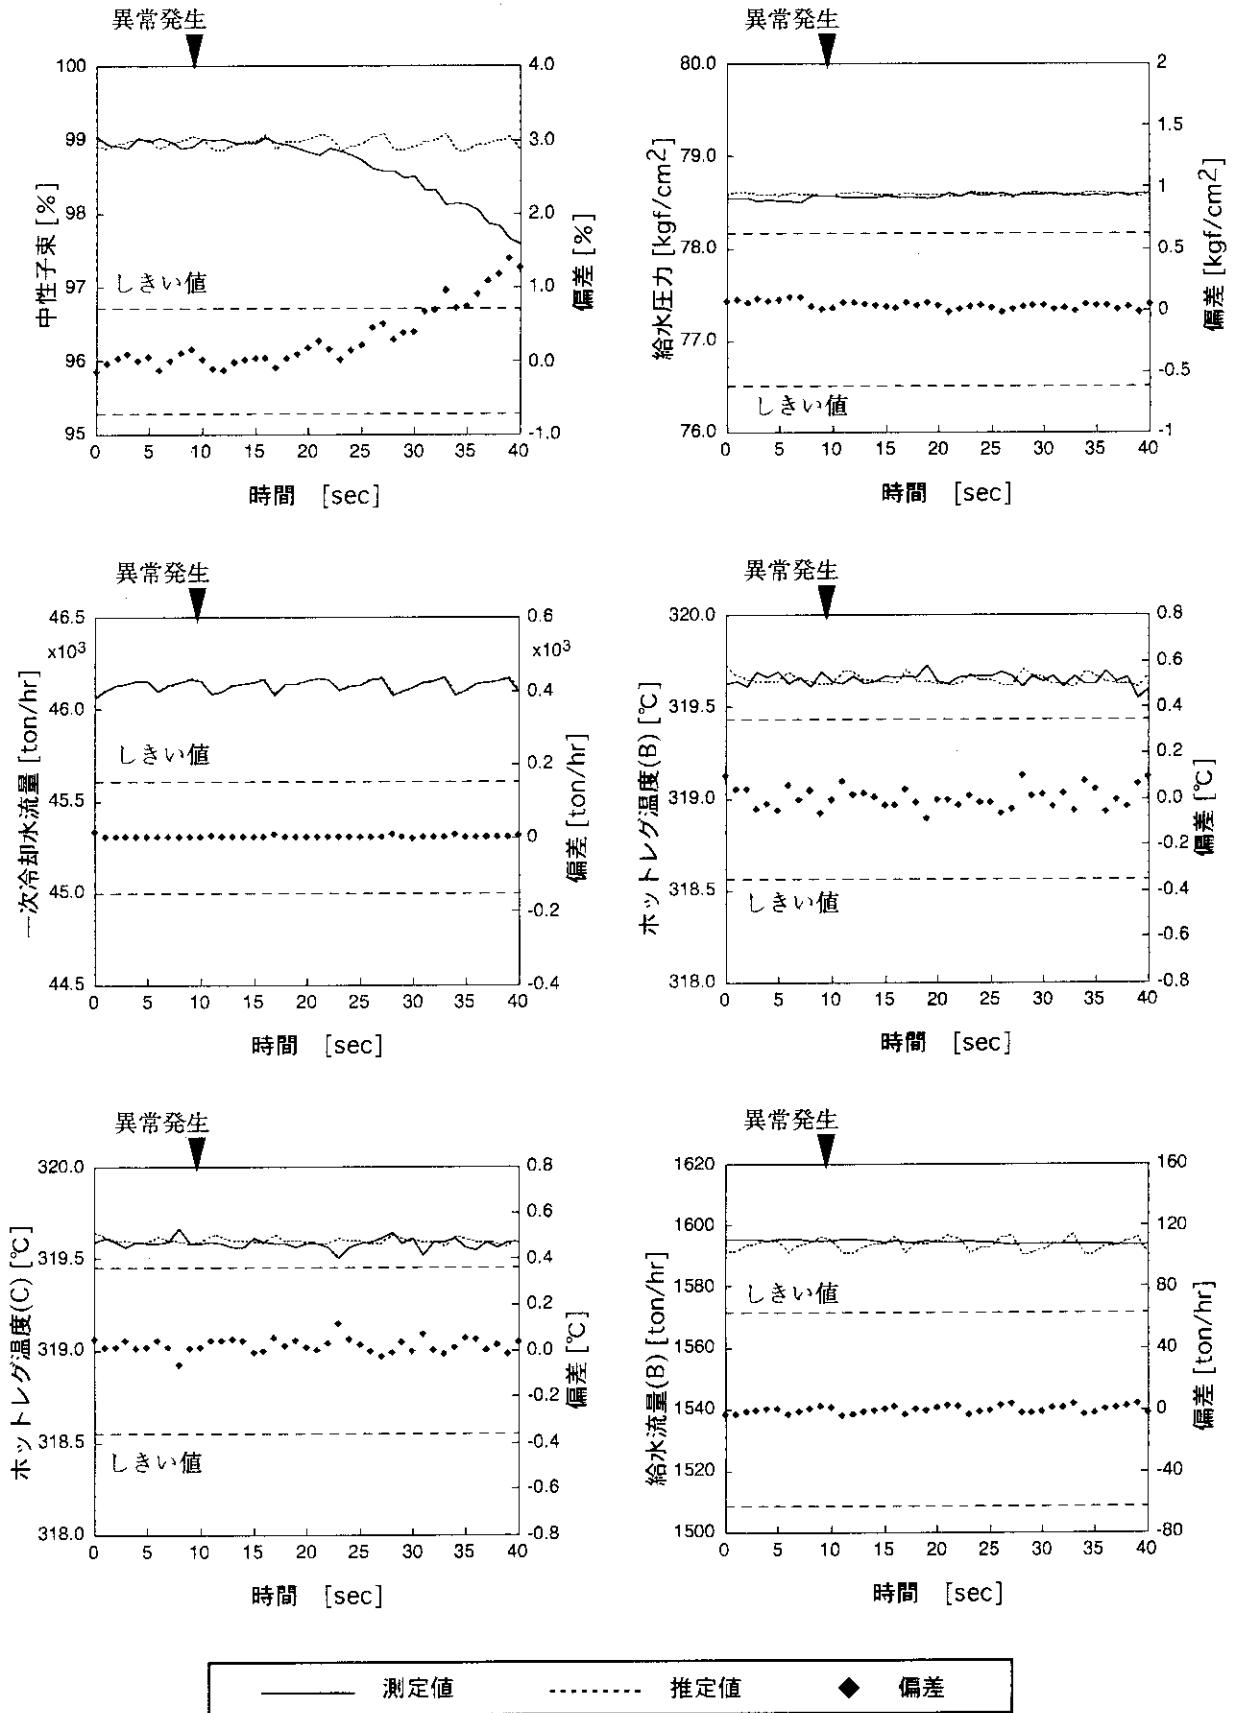 異常発生
100
99
98
97
96
95
中性子束 [%]
4.0
3.0
2.0
1.0
0.0
-1.0
偏差 [%]
しきい値
0 5 10 15 20 25 30 35 40
時間 [sec]
異常発生
80.0
79.0
78.0
77.0
76.0
給水圧力 [kgf/cm2]
2
1.5
1
0.5
0
-0.5
-1
偏差 [kgf/cm2]
しきい値
0 5 10 15 20 25 30 35 40
時間 [sec]
異常発生
46.5
x10³
46.0
45.5
45.0
44.5
一次冷却水流量 [ton/hr]
0.6
x10³
0.4
0.2
0
-0.2
-0.4
偏差 [ton/hr]
しきい値
0 5 10 15 20 25 30 35 40
時間 [sec]
異常発生
320.0
319.5
319.0
318.5
318.0
ホットレグ温度(B) [℃]
0.8
0.6
0.4
0.2
0.0
-0.2
-0.4
-0.6
-0.8
偏差 [℃]
しきい値
0 5 10 15 20 25 30 35 40
時間 [sec]
異常発生
320.0
319.5
319.0
318.5
318.0
ホットレグ温度(C) [℃]
0.8
0.6
0.4
0.2
0.0
-0.2
-0.4
-0.6
-0.8
偏差 [℃]
しきい値
0 5 10 15 20 25 30 35 40
時間 [sec]
異常発生
1620
1600
1580
1560
1540
1520
1500
給水流量(B) [ton/hr]
160
120
80
40
0
-40
-80
偏差 [ton/hr]
しきい値
0 5 10 15 20 25 30 35 40
時間 [sec]
測定値 推定値 偏差